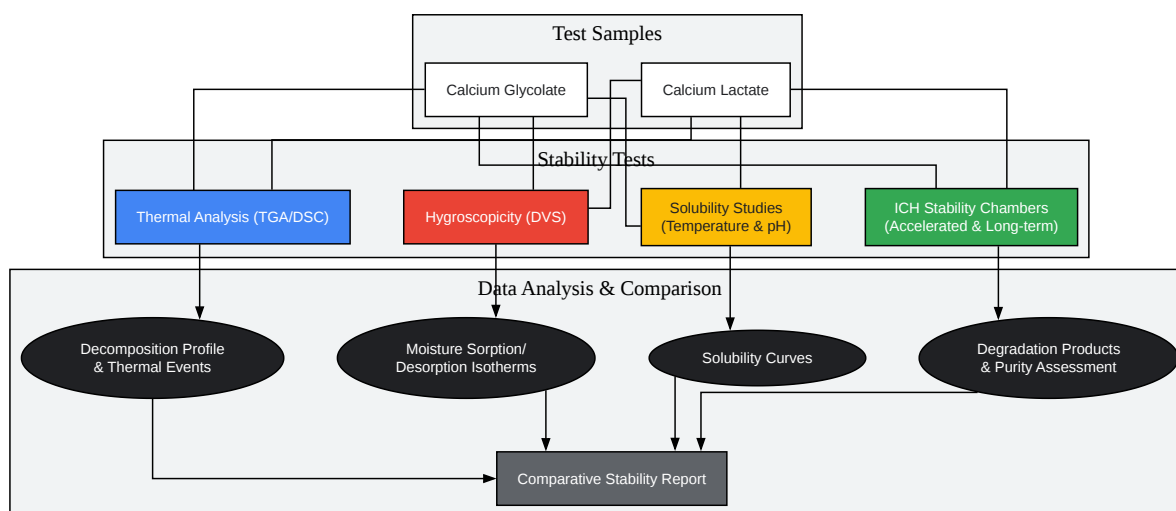 Test Samples
Calcium Glycolate
Calcium Lactate
Stability Tests
Thermal Analysis (TGA/DSC)
Hygroscopicity (DVS)
Solubility Studies
(Temperature & pH)
ICH Stability Chambers
(Accelerated & Long-term)
Data Analysis & Comparison
Decomposition Profile
& Thermal Events
Moisture Sorption/
Desorption Isotherms
Solubility Curves
Degradation Products
& Purity Assessment
Comparative Stability Report